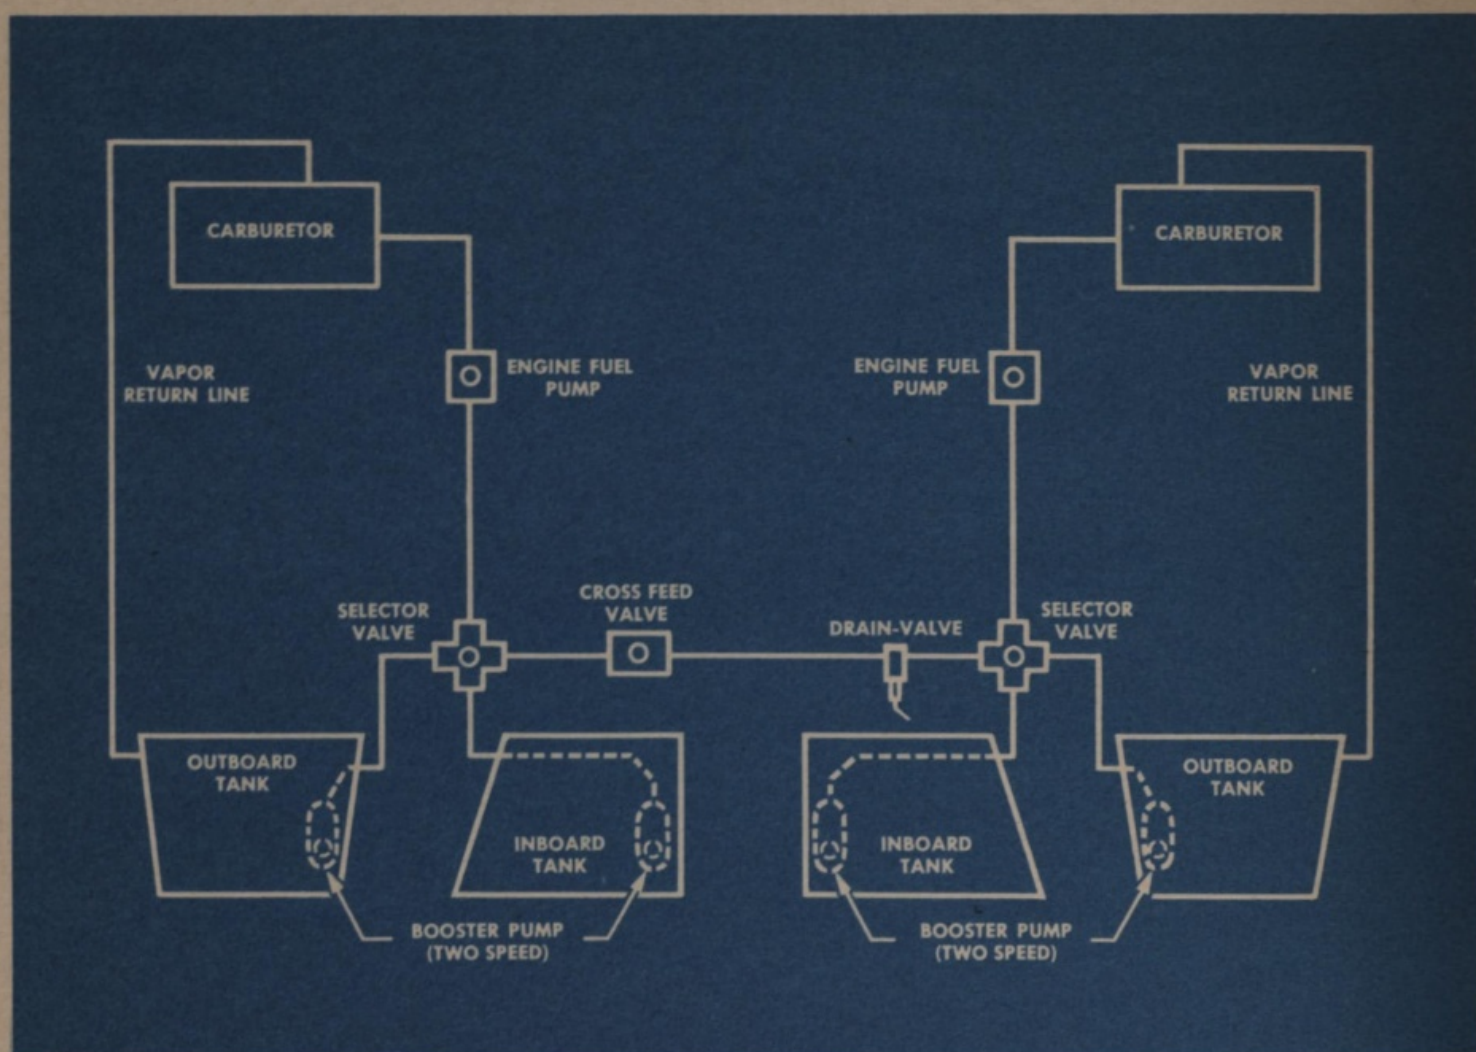 CARBURETOR
CARBURETOR
VAPOR
RETURN LINE
ENGINE FUEL
PUMP
ENGINE FUEL
PUMP
VAPOR
RETURN LINE
SELECTOR
VALVE
CROSS FEED
VALVE
DRAIN-VALVE
SELECTOR
VALVE
OUTBOARD
TANK
INBOARD
TANK
INBOARD
TANK
OUTBOARD
TANK
BOOSTER PUMP
(TWO SPEED)
BOOSTER PUMP
(TWO SPEED)